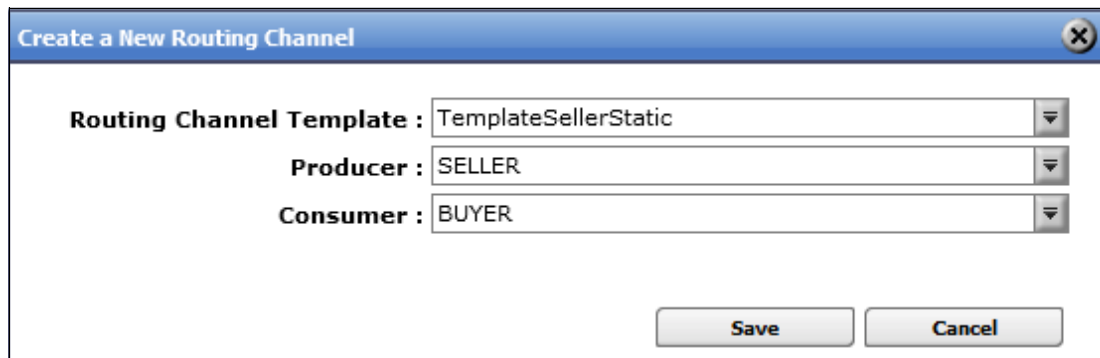 Create a New Routing Channel
Routing Channel Template : TemplateSellerStatic
Producer : SELLER
Consumer : BUYER
Save Cancel